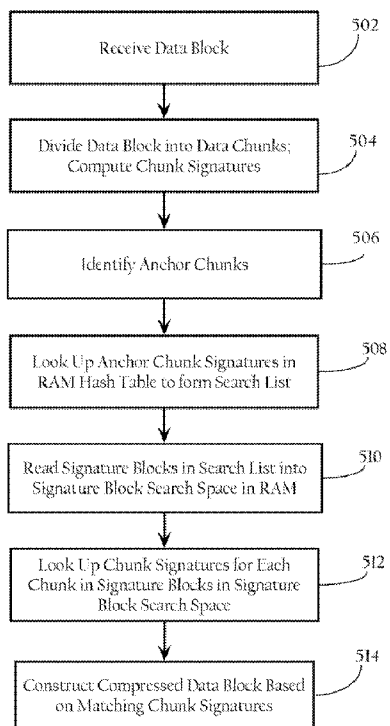 502
Receive Data Block
504
Divide Data Block into Data Chunks;
Compute Chunk Signatures
506
Identify Anchor Chunks
508
Look Up Anchor Chunk Signatures in
RAM Hash Table to form Search List
510
Read Signature Blocks in Search List into
Signature Block Search Space in RAM
512
Look Up Chunk Signatures for Each
Chunk in Signature Blocks in Signature
Block Search Space
514
Construct Compressed Data Block Based
on Matching Chunk Signatures